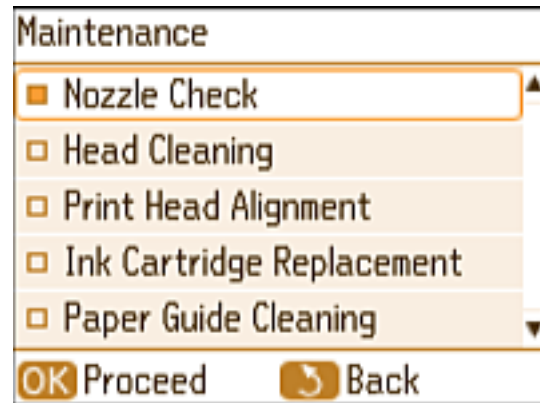 Maintenance
Nozzle Check
Head Cleaning
Print Head Alignment
Ink Cartridge Replacement
Paper Guide Cleaning
OK Proceed Back